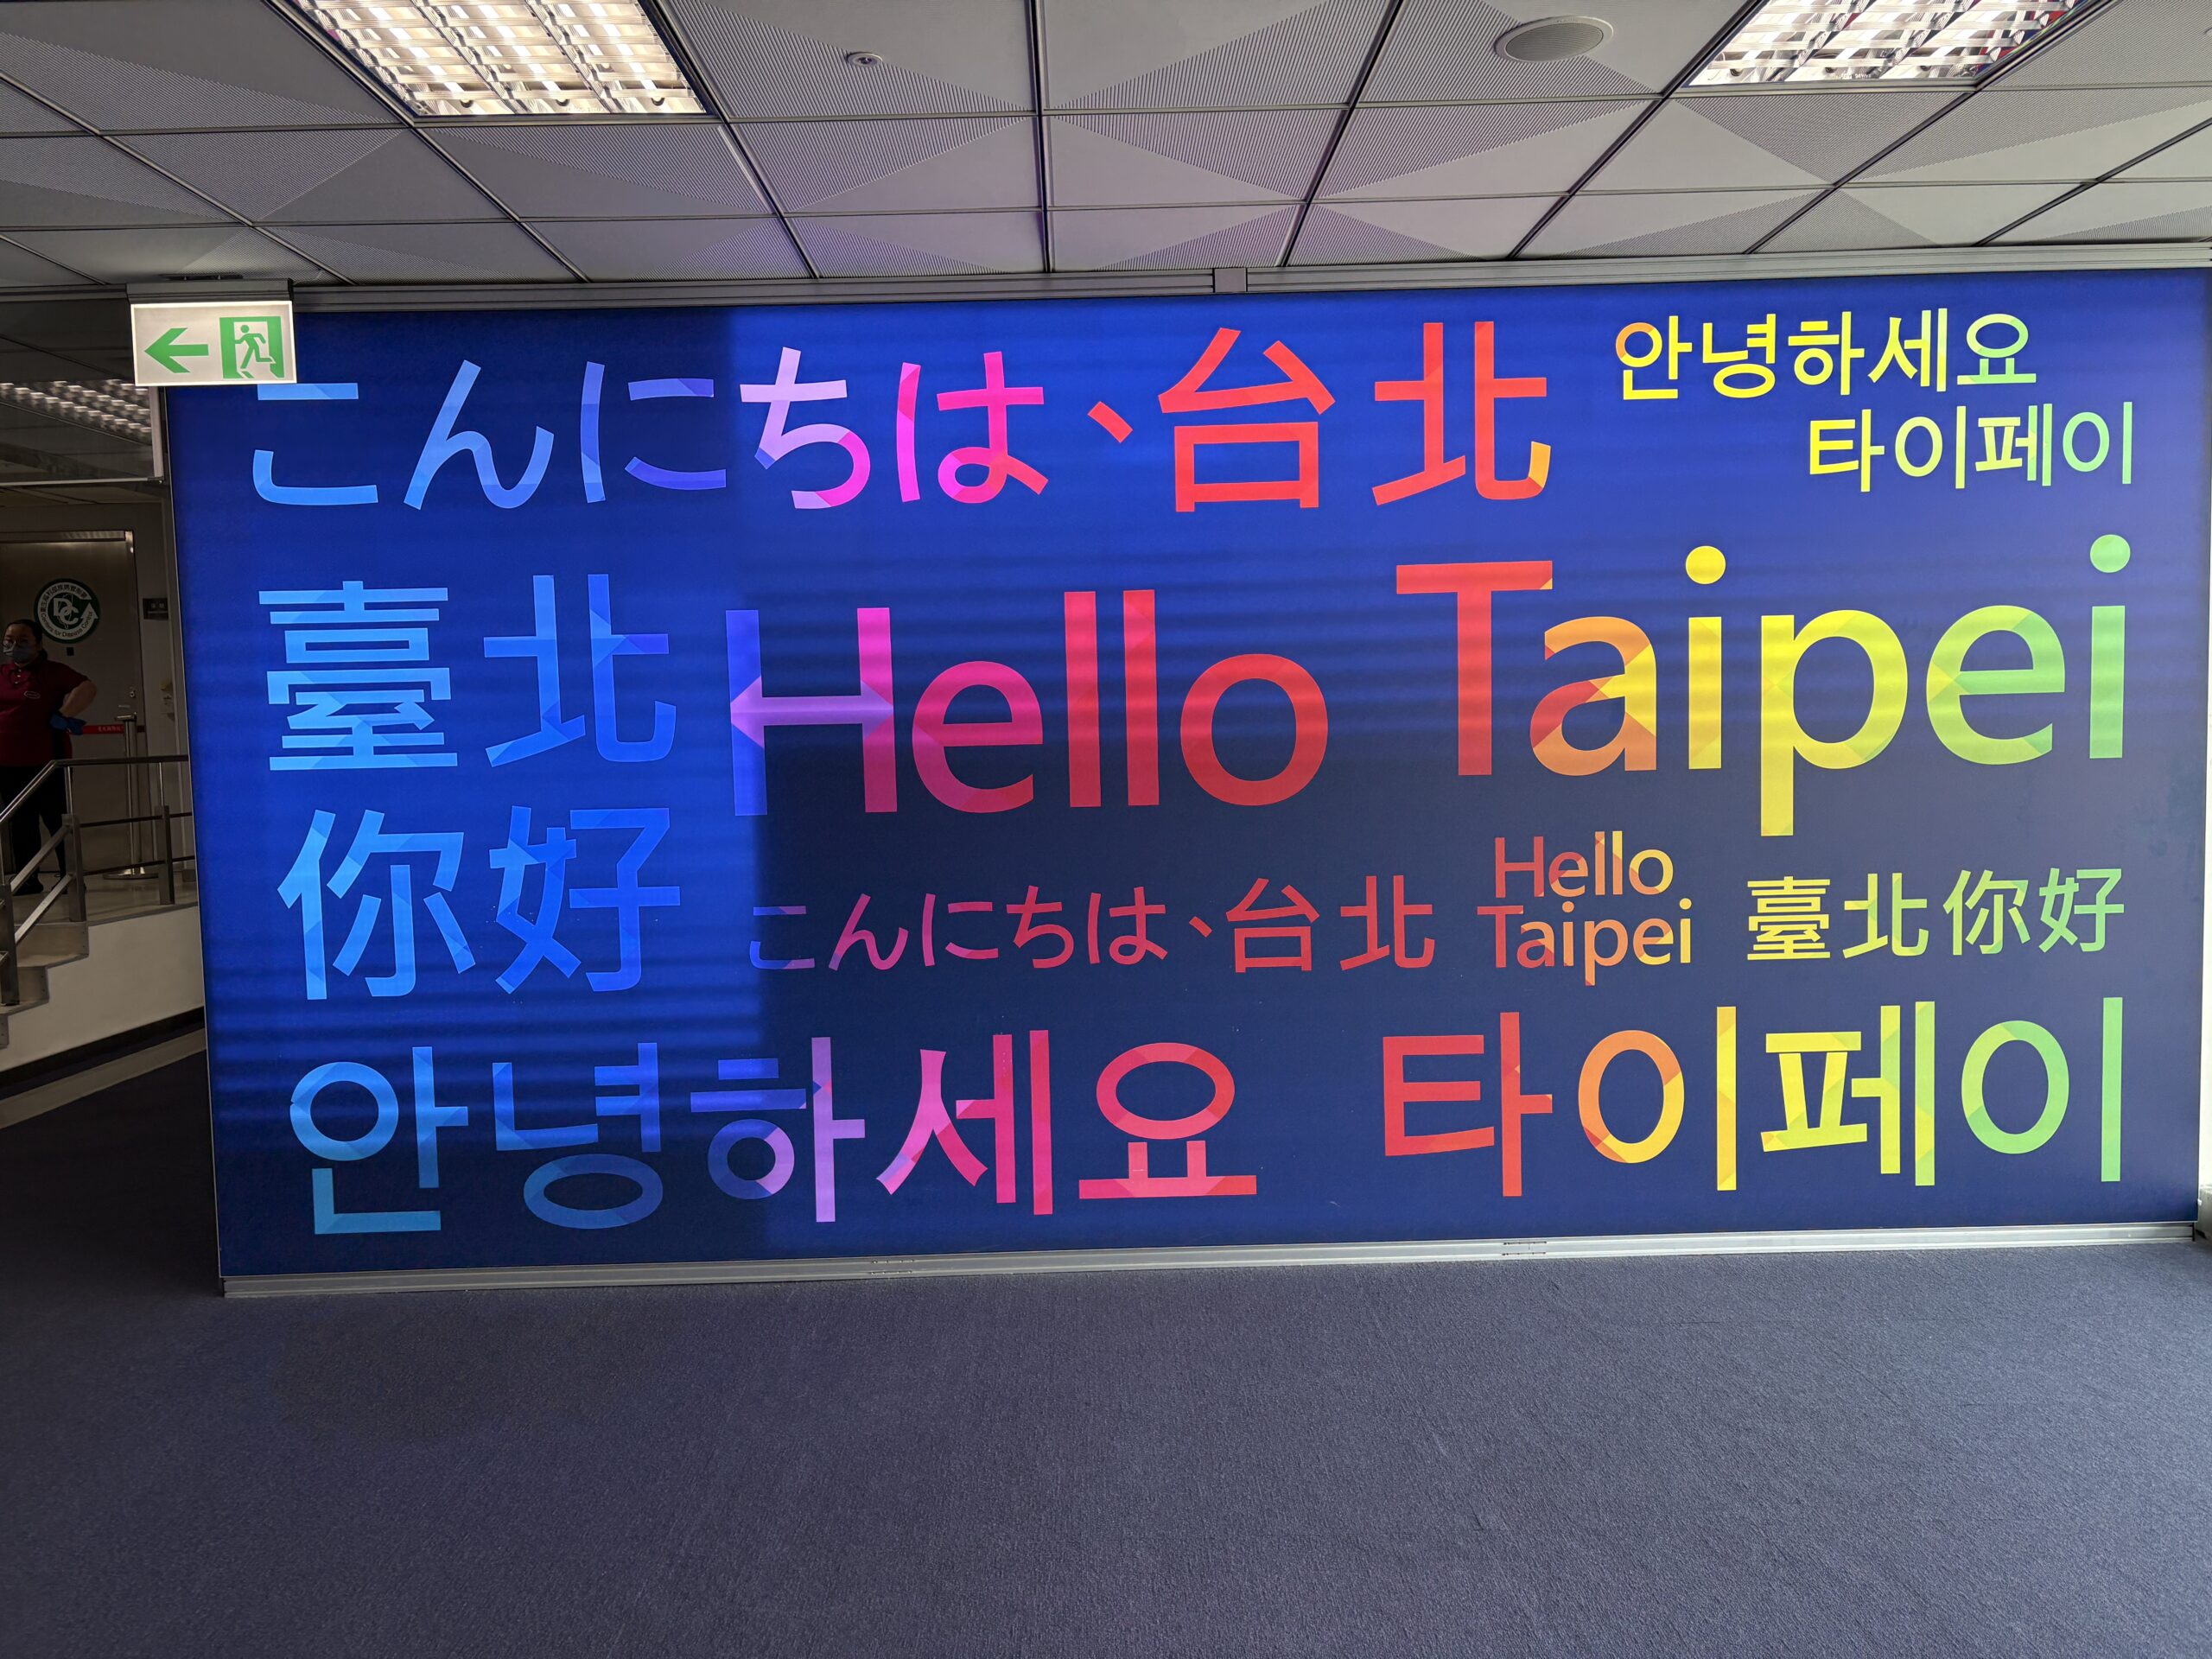 こんにちは、台北
안녕하세요
타이페이
臺北
你好
Hello Taipei
こんにちは、台北
Hello
Taipei
臺北你好
안녕하세요 타이페이